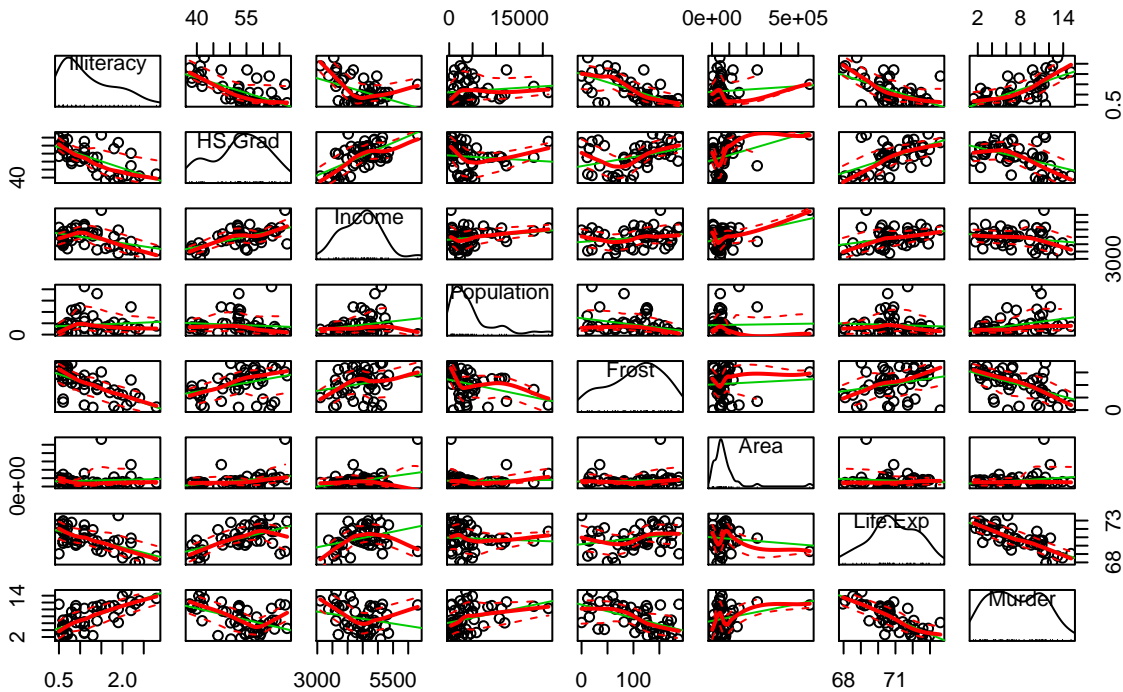 40 55 0 15000 0e+00 5e+05 2 8 14
Illiteracy
0.5
HS.Grad
40
Income
3000
Population
0
Frost
0
Area
0e+00
Life.Exp
68 73
Murder
2 14
0.5 2.0 3000 5500 0 100 68 71